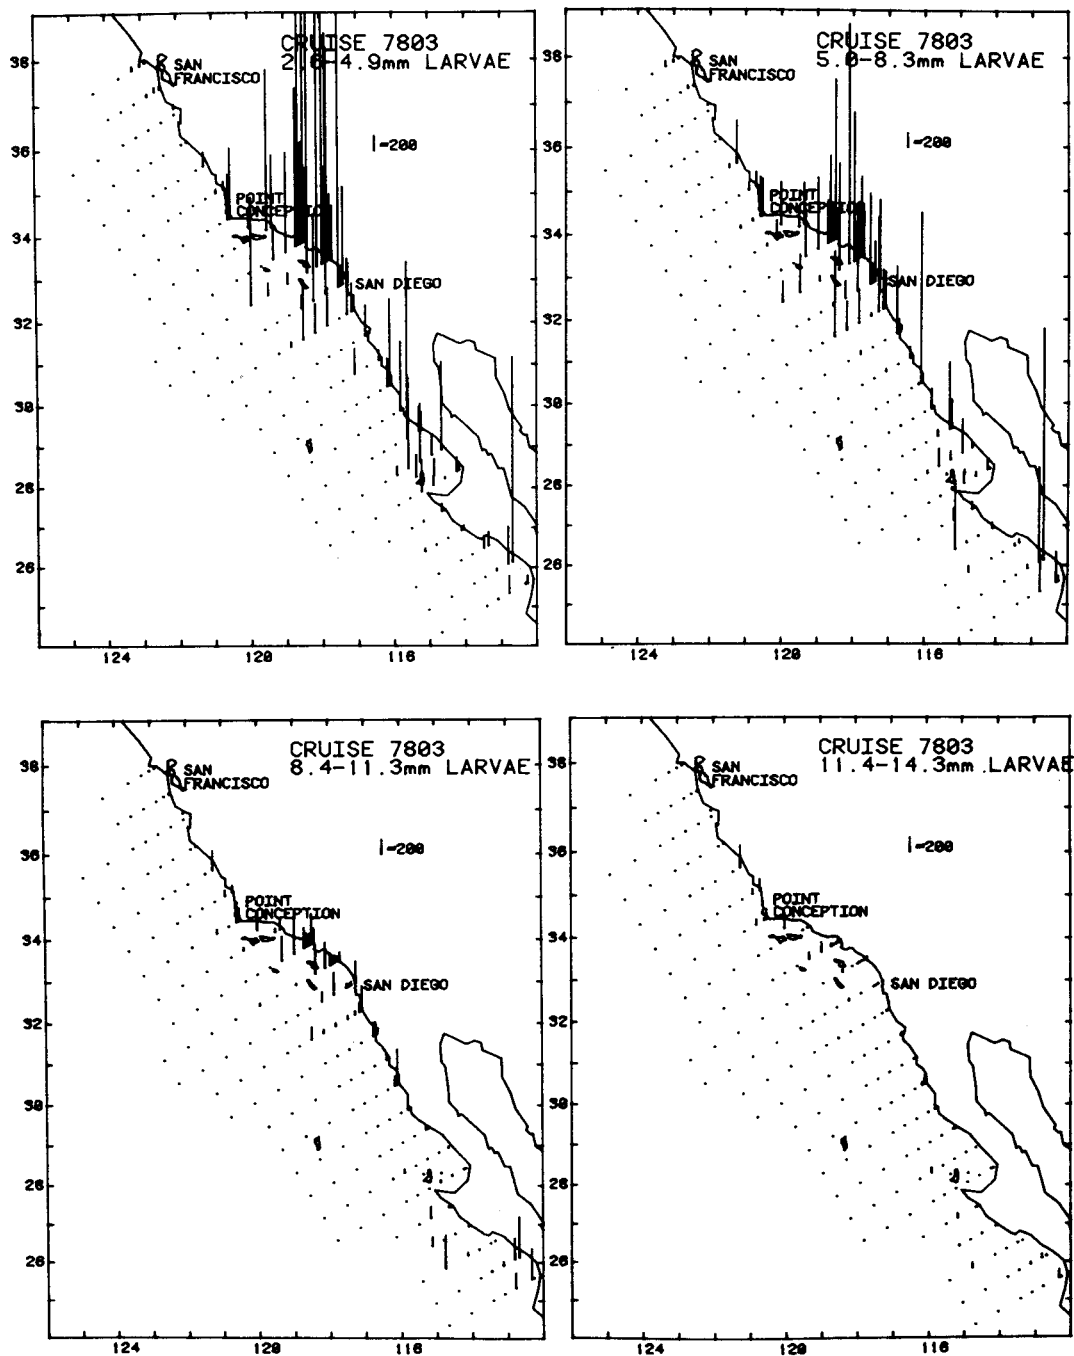 CRUISE 7803
4.9mm LARVAE
SAN
FRANCISCO
|=200
POINT
CONCEPTION
SAN DIEGO
38
36
34
32
30
28
26
124
120
116
CRUISE 7803
5.0-8.3mm LARVAE
SAN
FRANCISCO
|=200
POINT
CONCEPTION
SAN DIEGO
38
36
34
32
30
28
26
124
120
116
CRUISE 7803
8.4-11.3mm LARVAE
SAN
FRANCISCO
|=200
POINT
CONCEPTION
SAN DIEGO
38
36
34
32
30
28
26
124
120
116
CRUISE 7803
11.4-14.3mm LARVAE
SAN
FRANCISCO
|=200
POINT
CONCEPTION
SAN DIEGO
38
36
34
32
30
28
26
124
120
116